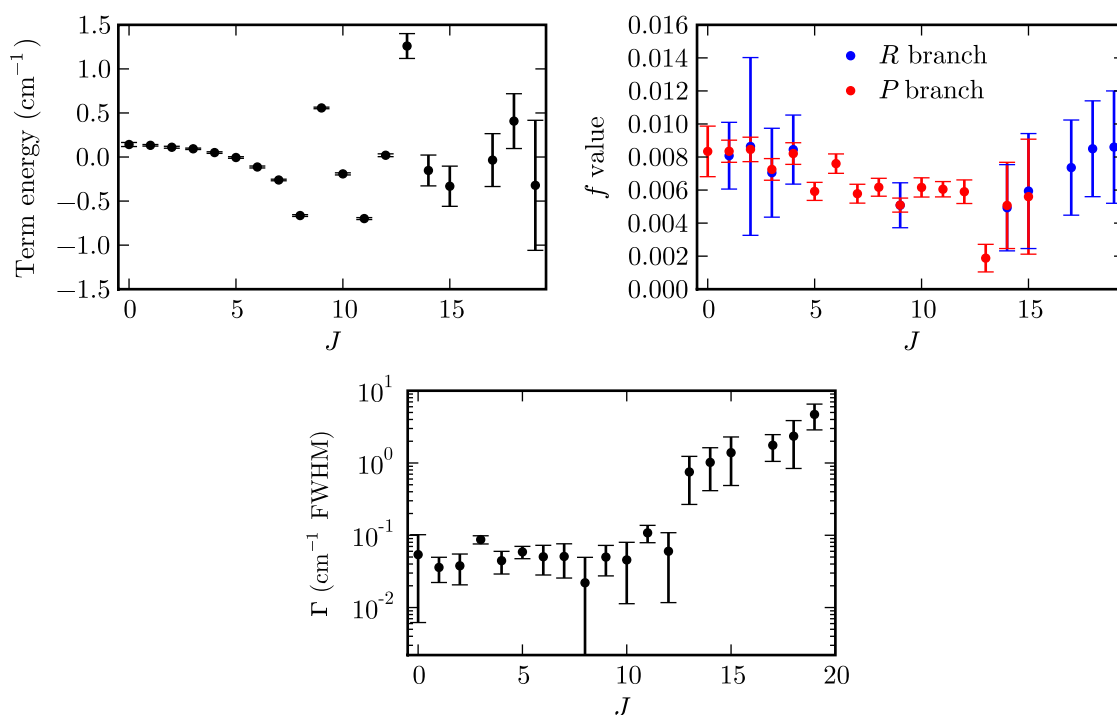 Term energy (cm⁻¹)
1.5
1.0
0.5
0.0
−0.5
−1.0
−1.5
0 5 10 15
J
f value
0.016
0.014
0.012
0.010
0.008
0.006
0.004
0.002
0.000
R branch
P branch
0 5 10 15
J
Γ (cm⁻¹ FWHM)
10¹
10⁰
10⁻¹
10⁻²
0 5 10 15 20
J